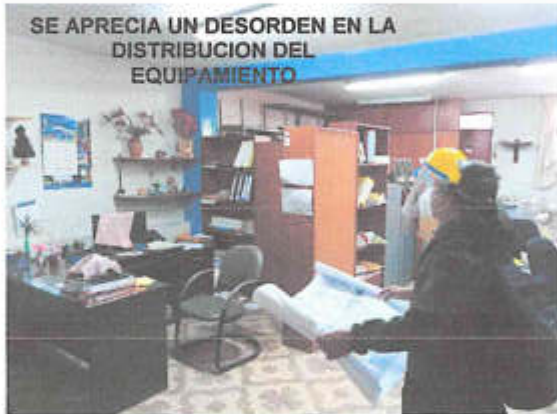 SE APRECIA UN DESORDEN EN LA
DISTRIBUCION DEL
EQUIPAMIENTO